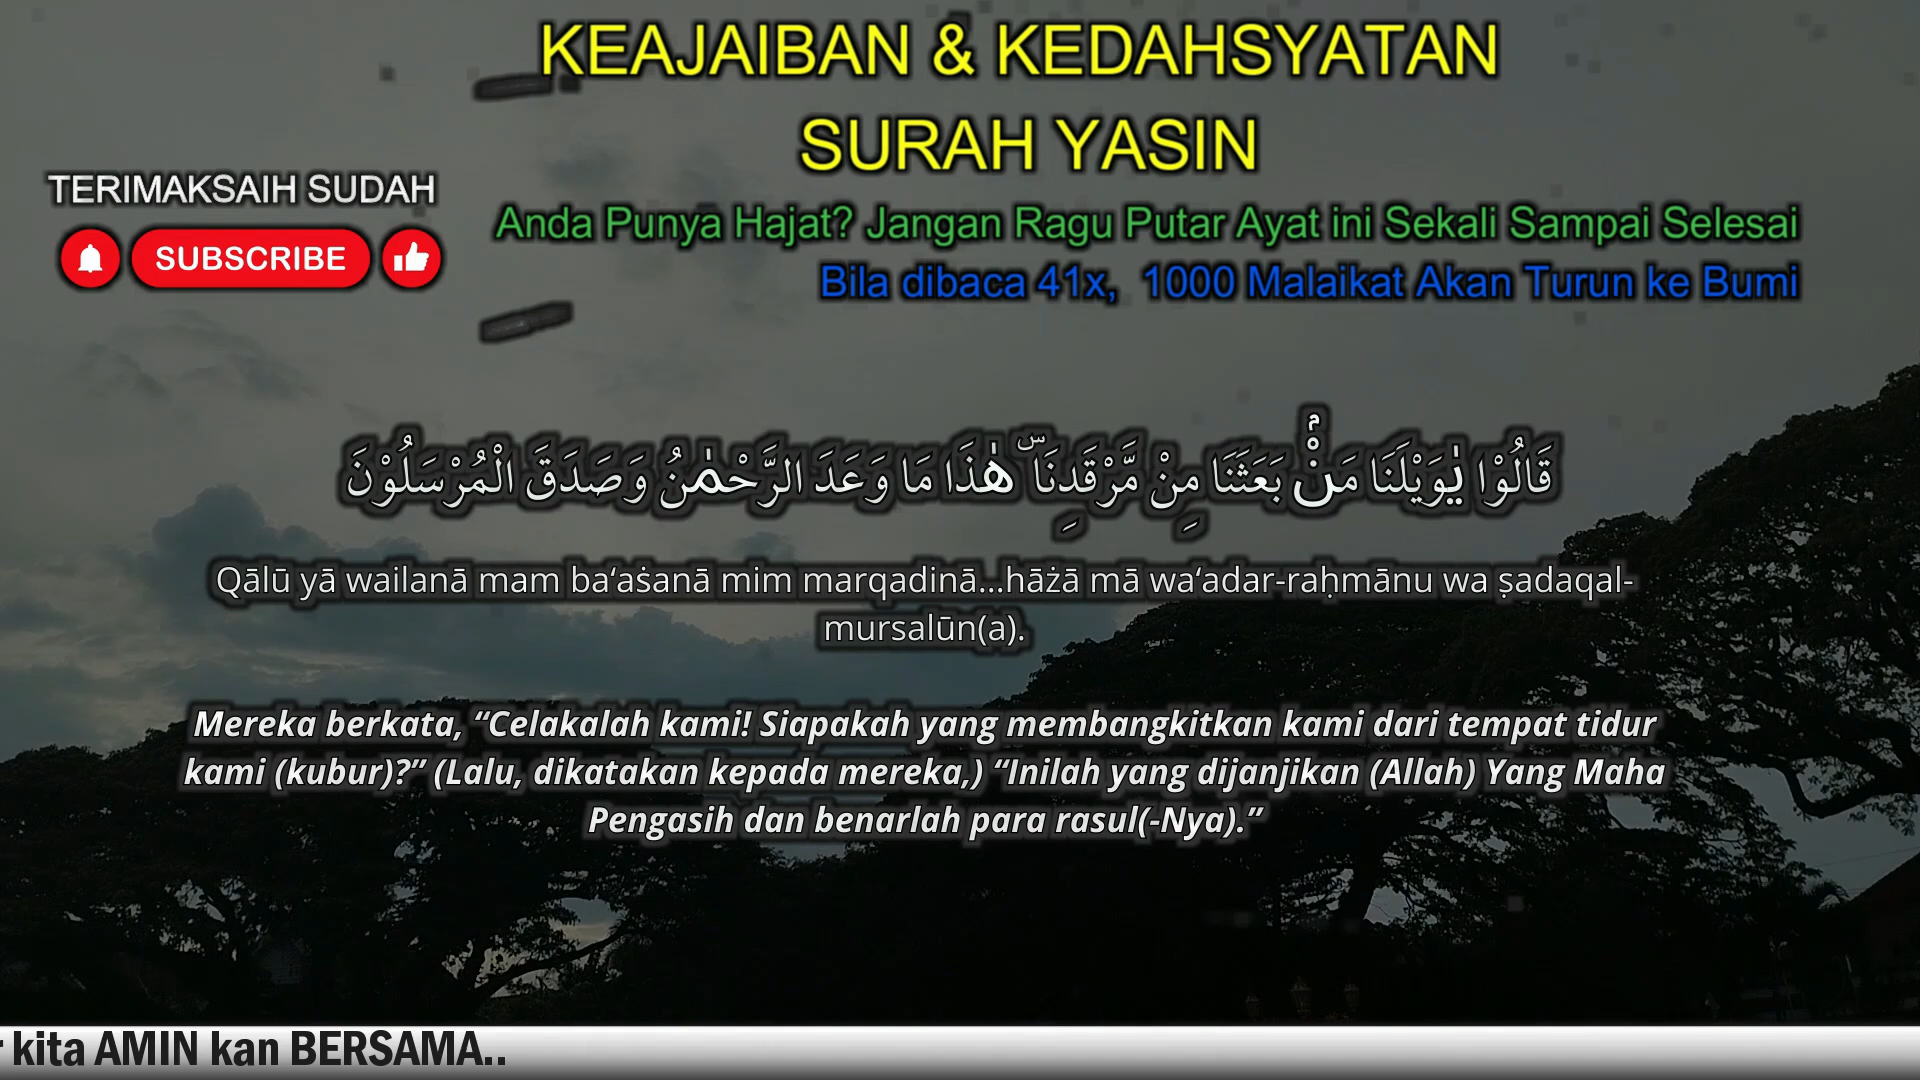 KEAJAIBAN & KEDAHSYATAN
SURAH YASIN
TERIMAKSAIH SUDAH
SUBSCRIBE
Anda Punya Hajat? Jangan Ragu Putar Ayat ini Sekali Sampai Selesai
Bila dibaca 41x, 1000 Malaikat Akan Turun ke Bumi
قَالُوْا يٰوَيْلَنَا مَنْۢ بَعَثَنَا مِنْ مَّرْقَدِنَا ۜهٰذَا مَا وَعَدَ الرَّحْمٰنُ وَصَدَقَ الْمُرْسَلُوْنَ
Qālū yā wailanā mam ba‘aṡanā mim marqadinā...hāżā mā wa‘adar-raḥmānu wa ṣadaqal-
mursalūn(a).
Mereka berkata, “Celakalah kami! Siapakah yang membangkitkan kami dari tempat tidur
kami (kubur)?” (Lalu, dikatakan kepada mereka,) “Inilah yang dijanjikan (Allah) Yang Maha
Pengasih dan benarlah para rasul(-Nya).”
kita AMIN kan BERSAMA..